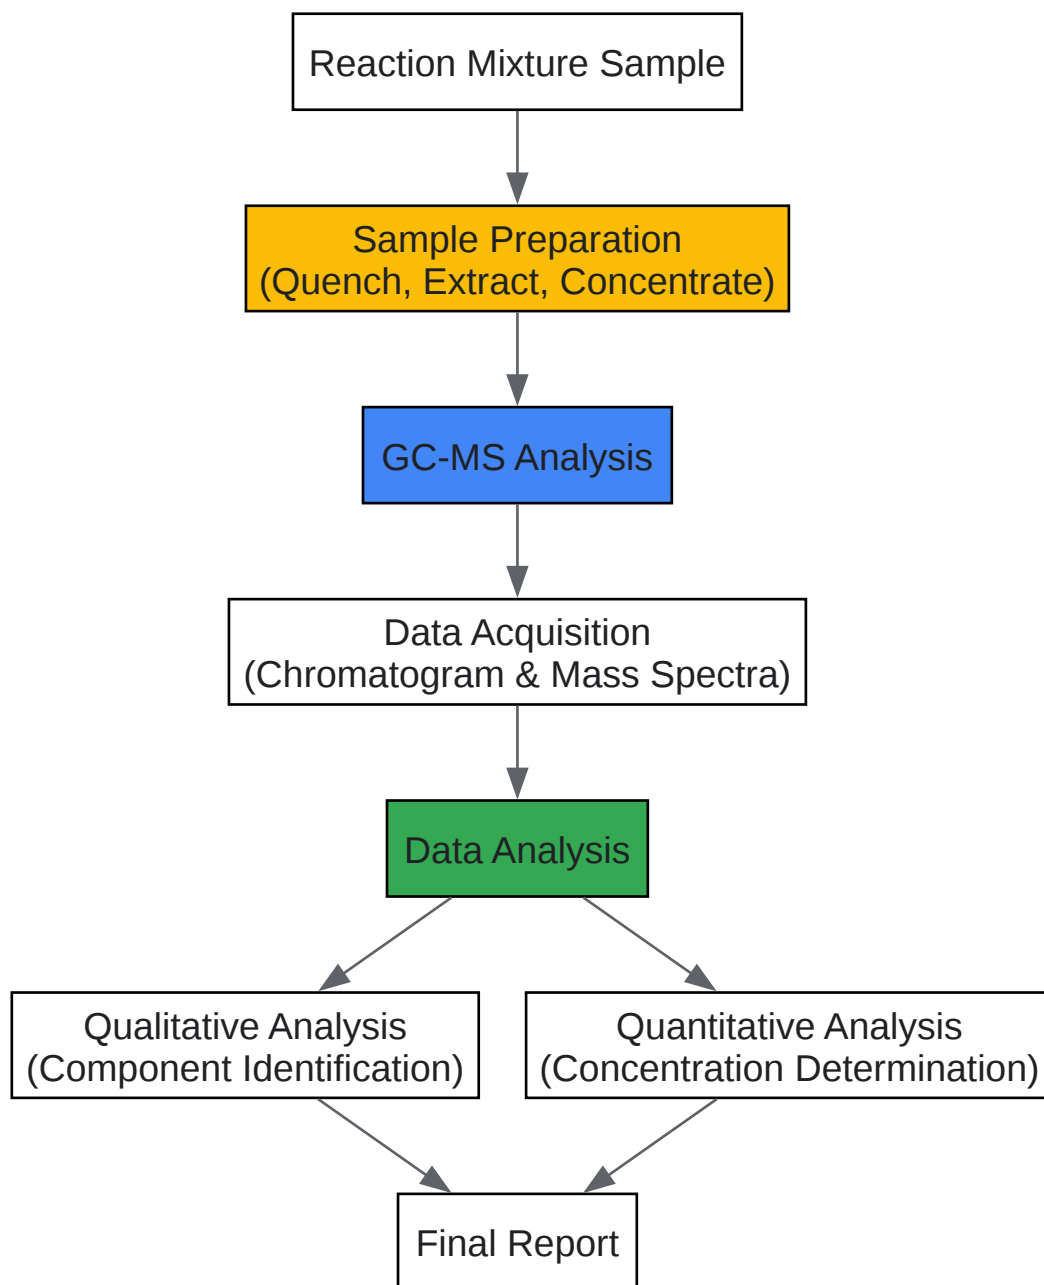 Reaction Mixture Sample
Sample Preparation
(Quench, Extract, Concentrate)
GC-MS Analysis
Data Acquisition
(Chromatogram & Mass Spectra)
Data Analysis
Qualitative Analysis
(Component Identification)
Quantitative Analysis
(Concentration Determination)
Final Report